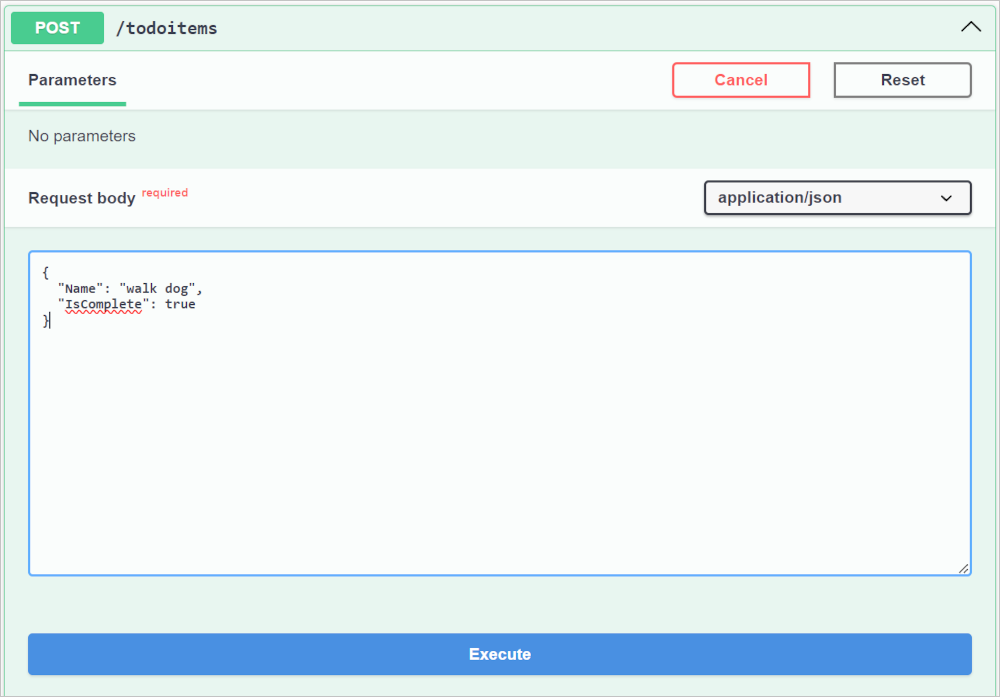 POST /todoitems
Parameters Cancel Reset
No parameters
Request body required application/json
{
  "Name": "walk dog",
  "IsComplete": true
}
Execute